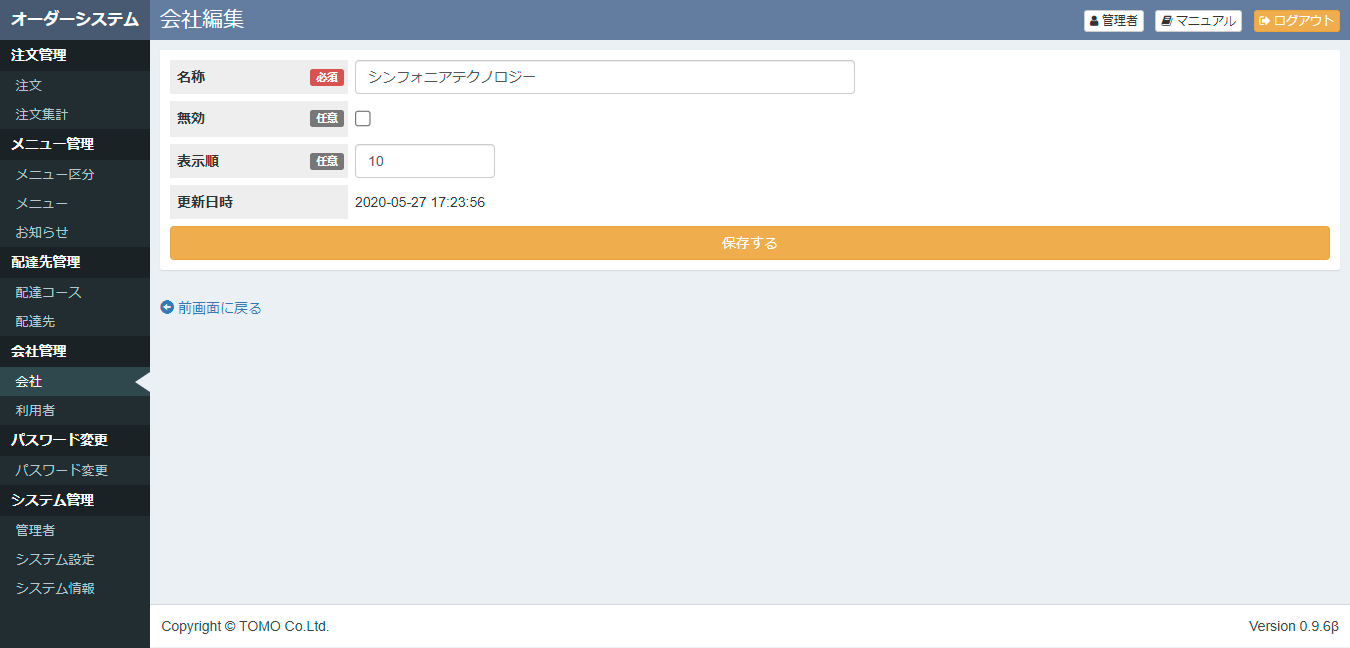 オーダーシステム
会社編集
管理者
マニュアル
ログアウト
注文管理
注文
注文集計
メニュー管理
メニュー区分
メニュー
お知らせ
配達先管理
配達コース
配達先
会社管理
会社
利用者
パスワード変更
パスワード変更
システム管理
管理者
システム設定
システム情報
名称 必須 シンフォニアテクノロジー
無効 任意
表示順 任意 10
更新日時 2020-05-27 17:23:56
保存する
前画面に戻る
Copyright © TOMO Co.Ltd.
Version 0.9.6β